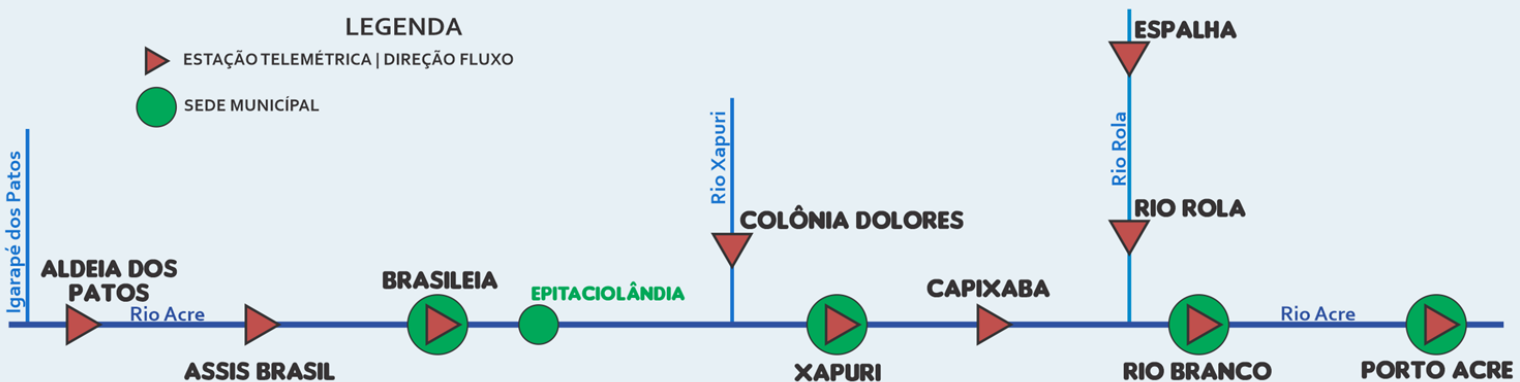 LEGENDA
ESTAÇÃO TELEMÉTRICA | DIREÇÃO FLUXO
SEDE MUNICÍPAL
Igarapé dos Patos
ALDEIA DOS
PATOS
Rio Acre
ASSIS BRASIL
BRASILEIA
EPITACIOLÂNDIA
Rio Xapuri
COLÔNIA DOLORES
XAPURI
CAPIXABA
ESPALHA
Rio Rola
RIO ROLA
RIO BRANCO
Rio Acre
PORTO ACRE